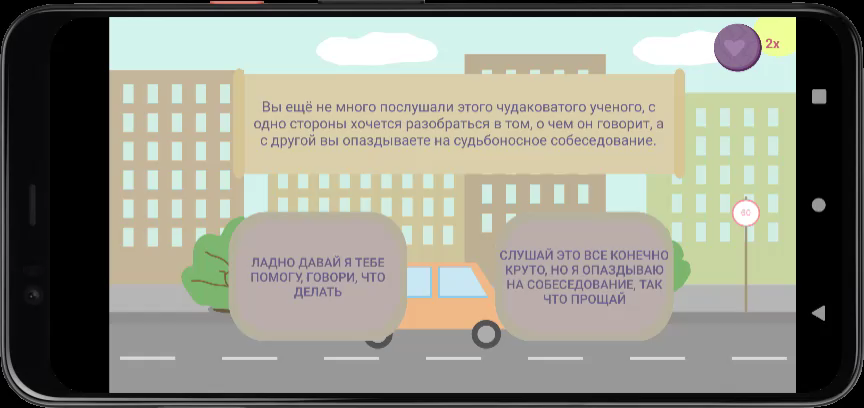 2x
Вы ещё не много послушали этого чудаковатого ученого, с
одно стороны хочется разобраться в том, о чем он говорит, а
с другой вы опаздываете на судьбоносное собеседование.
60
ЛАДНО ДАВАЙ Я ТЕБЕ
ПОМОГУ, ГОВОРИ, ЧТО
ДЕЛАТЬ
СЛУШАЙ ЭТО ВСЕ КОНЕЧНО
КРУТО, НО Я ОПАЗДЫВАЮ
НА СОБЕСЕДОВАНИЕ, ТАК
ЧТО ПРОЩАЙ